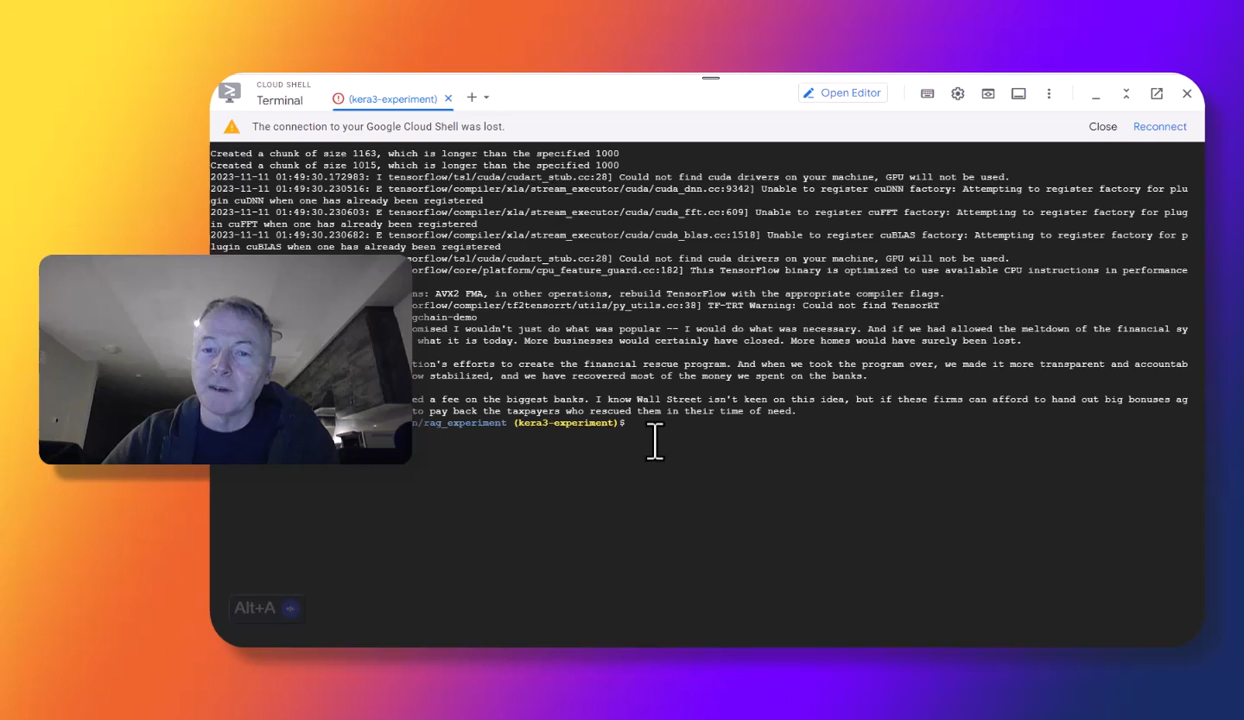 CLOUD SHELL
Terminal
(kera3-experiment)
Open Editor
The connection to your Google Cloud Shell was lost.
Close
Reconnect
Created a chunk of size 1163, which is longer than the specified 1000
Created a chunk of size 1015, which is longer than the specified 1000
2023-11-11 01:49:30.172983: I tensorflow/tsl/cuda/cudart_stub.cc:28] Could not find cuda drivers on your machine, GPU will not be used.
2023-11-11 01:49:30.230516: E tensorflow/compiler/xla/stream_executor/cuda/cuda_dnn.cc:9342] Unable to register cuDNN factory: Attempting to register factory for plu
gin cuDNN when one has already been registered
2023-11-11 01:49:30.230603: E tensorflow/compiler/xla/stream_executor/cuda/cuda_fft.cc:609] Unable to register cuFFT factory: Attempting to register factory for plug
in cuFFT when one has already been registered
2023-11-11 01:49:30.230682: E tensorflow/compiler/xla/stream_executor/cuda/cuda_blas.cc:1518] Unable to register cuBLAS factory: Attempting to register factory for p
lugin cuBLAS when one has already been registered
sl/cuda/cudart_stub.cc:28] Could not find cuda drivers on your machine, GPU will not be used.
orflow/core/platform/cpu_feature_guard.cc:182] This TensorFlow binary is optimized to use available CPU instructions in performance
ns: AVX2 FMA, in other operations, rebuild TensorFlow with the appropriate compiler flags.
orflow/compiler/tf2tensorrt/utils/py_utils.cc:38] TF-TRT Warning: Could not find TensorRT
gchain-demo
omised I wouldn't just do what was popular -- I would do what was necessary. And if we had allowed the meltdown of the financial sy
what it is today. More businesses would certainly have closed. More homes would have surely been lost.
tion's efforts to create the financial rescue program. And when we took the program over, we made it more transparent and accountab
ow stabilized, and we have recovered most of the money we spent on the banks.
ed a fee on the biggest banks. I know Wall Street isn't keen on this idea, but if these firms can afford to hand out big bonuses ag
to pay back the taxpayers who rescued them in their time of need.
n/rag_experiment (kera3-experiment)$
Alt+A